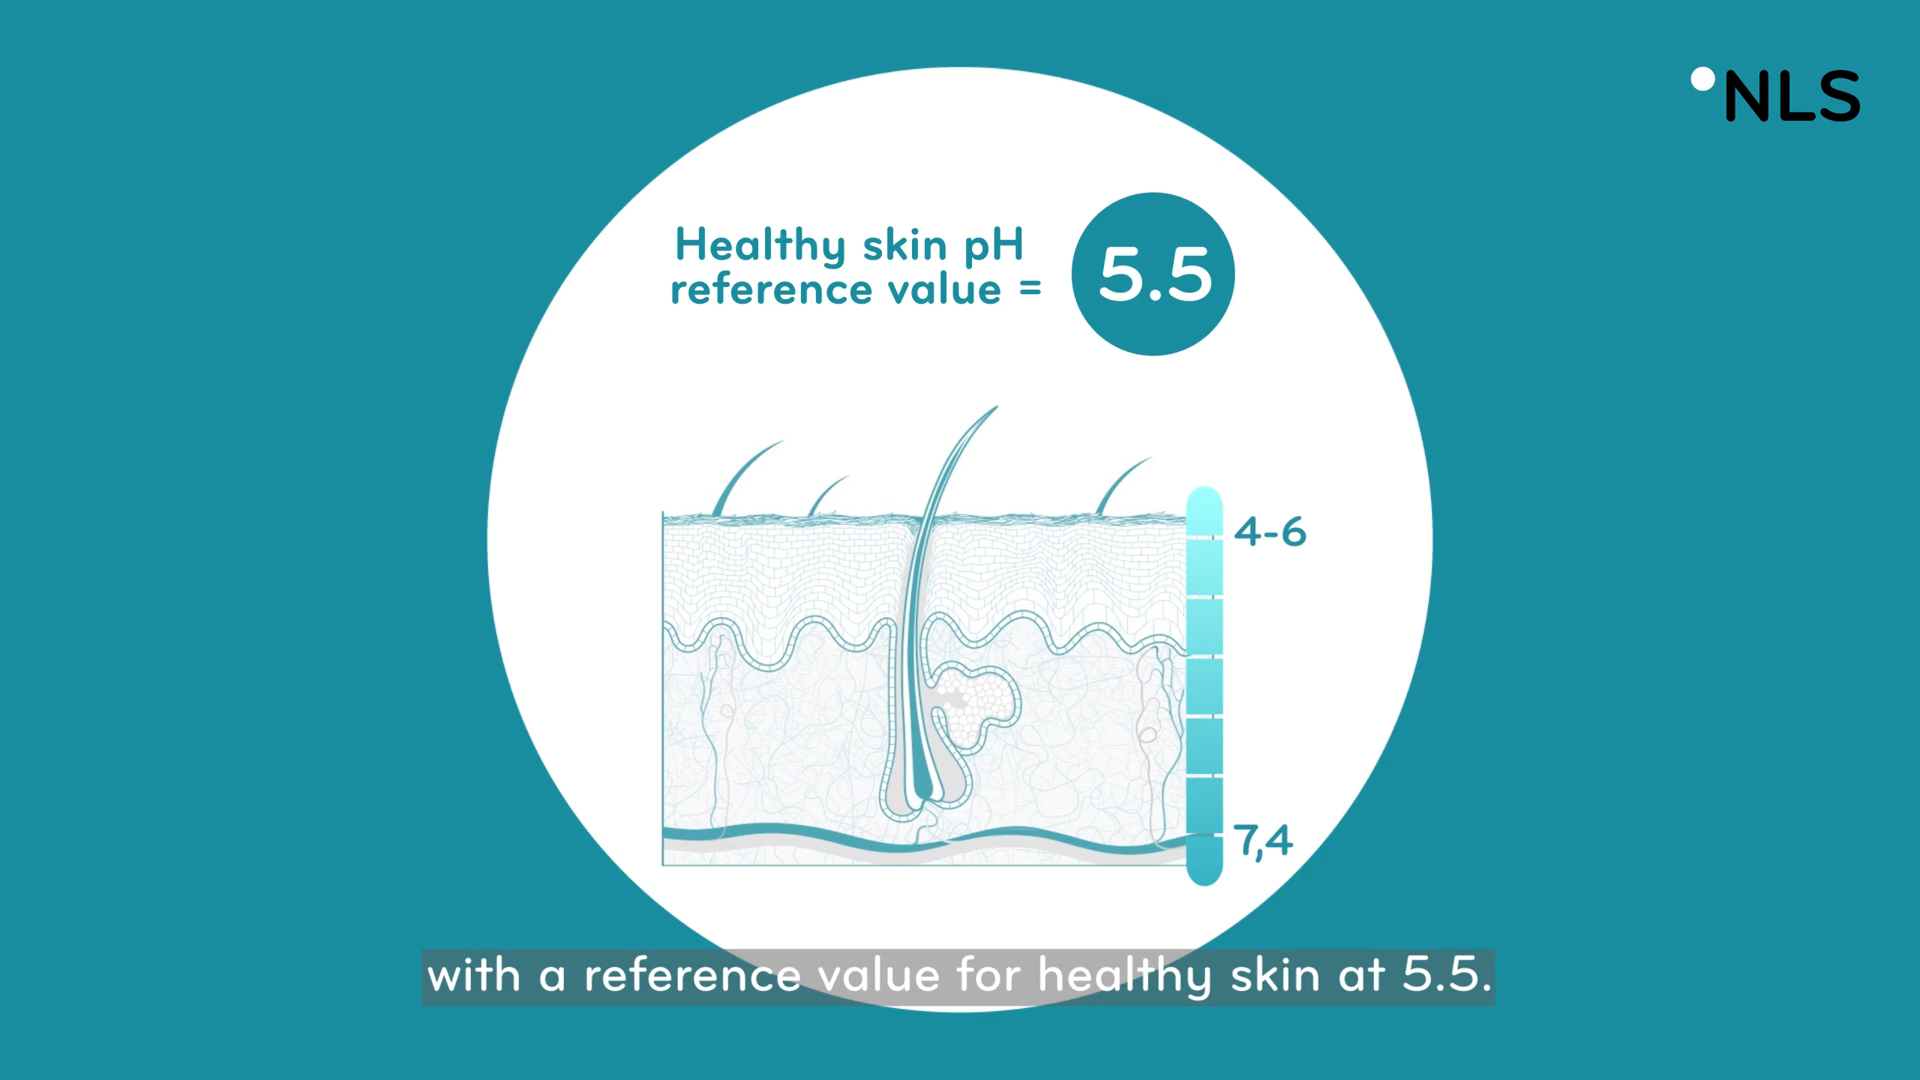 NLS
Healthy skin pH
reference value =
5.5
4-6
7,4
with a reference value for healthy skin at 5.5.